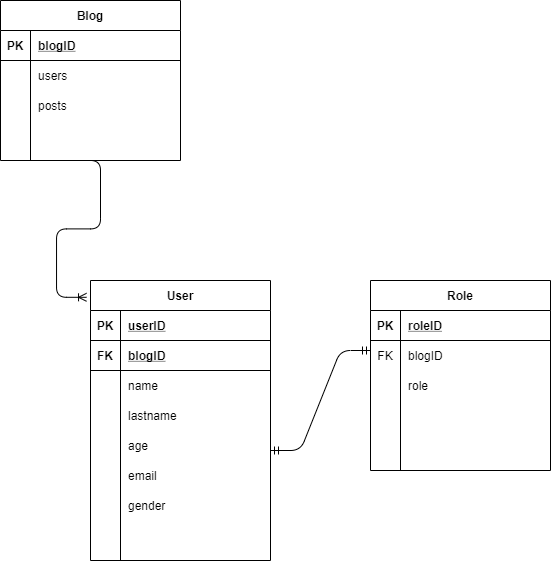 Blog
PK blogID
users
posts
User
PK userID
FK blogID
name
lastname
age
email
gender
Role
PK roleID
FK blogID
role